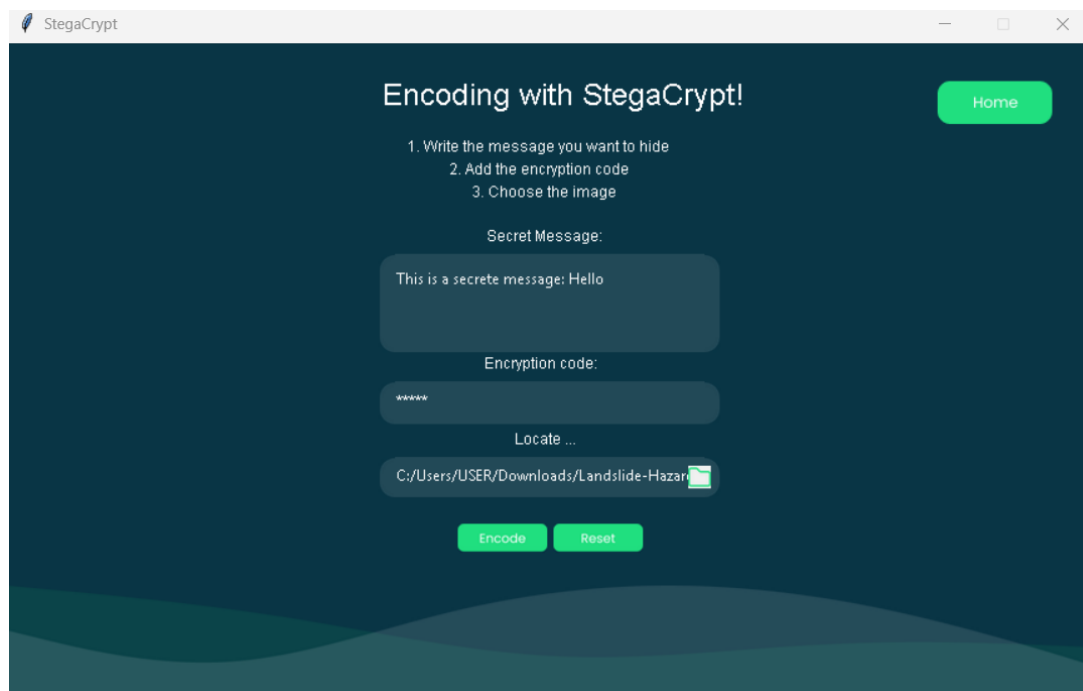 StegaCrypt
Encoding with StegaCrypt!
Home
1. Write the message you want to hide
2. Add the encryption code
3. Choose the image
Secret Message:
This is a secrete message: Hello
Encryption code:
*****
Locate ...
C:/Users/USER/Downloads/Landslide-Hazar
Encode
Reset